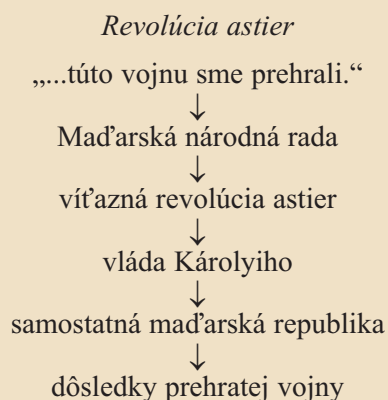 Revolúcia astier
„...túto vojnu sme prehrali.“
↓
Maďarská národná rada
↓
víťazná revolúcia astier
↓
vláda Károlyiho
↓
samostatná maďarská republika
↓
dôsledky prehratej vojny